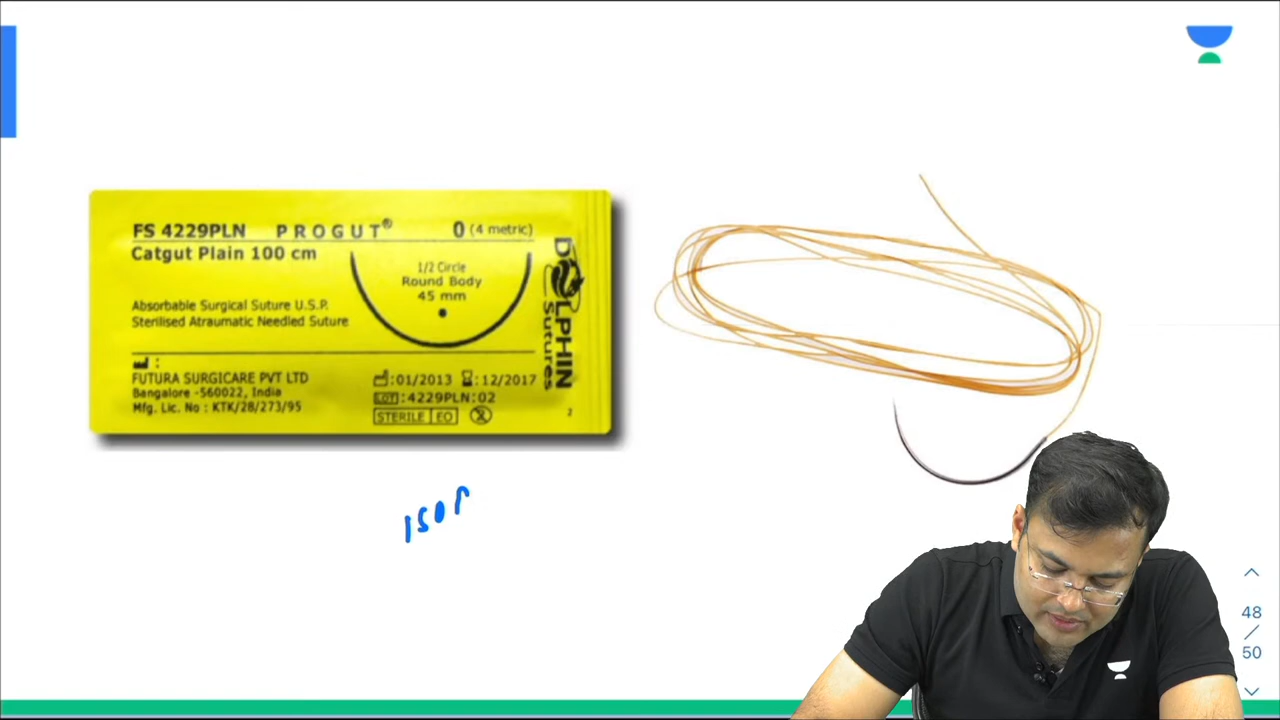 FS 4229PLN PROGUT® 0 (4 metric)
Catgut Plain 100 cm
1/2 Circle
Round Body
45 mm
Absorbable Surgical Suture U.S.P.
Sterilised Atraumatic Needled Suture
DOLPHIN
Sutures
FUTURA SURGICARE PVT LTD
Bangalore -560022, India
Mfg. Lic. No : KTK/28/273/95
:01/2013 :12/2017
LOT:4229PLN:02
STERILE EO 2
2
48
/
50